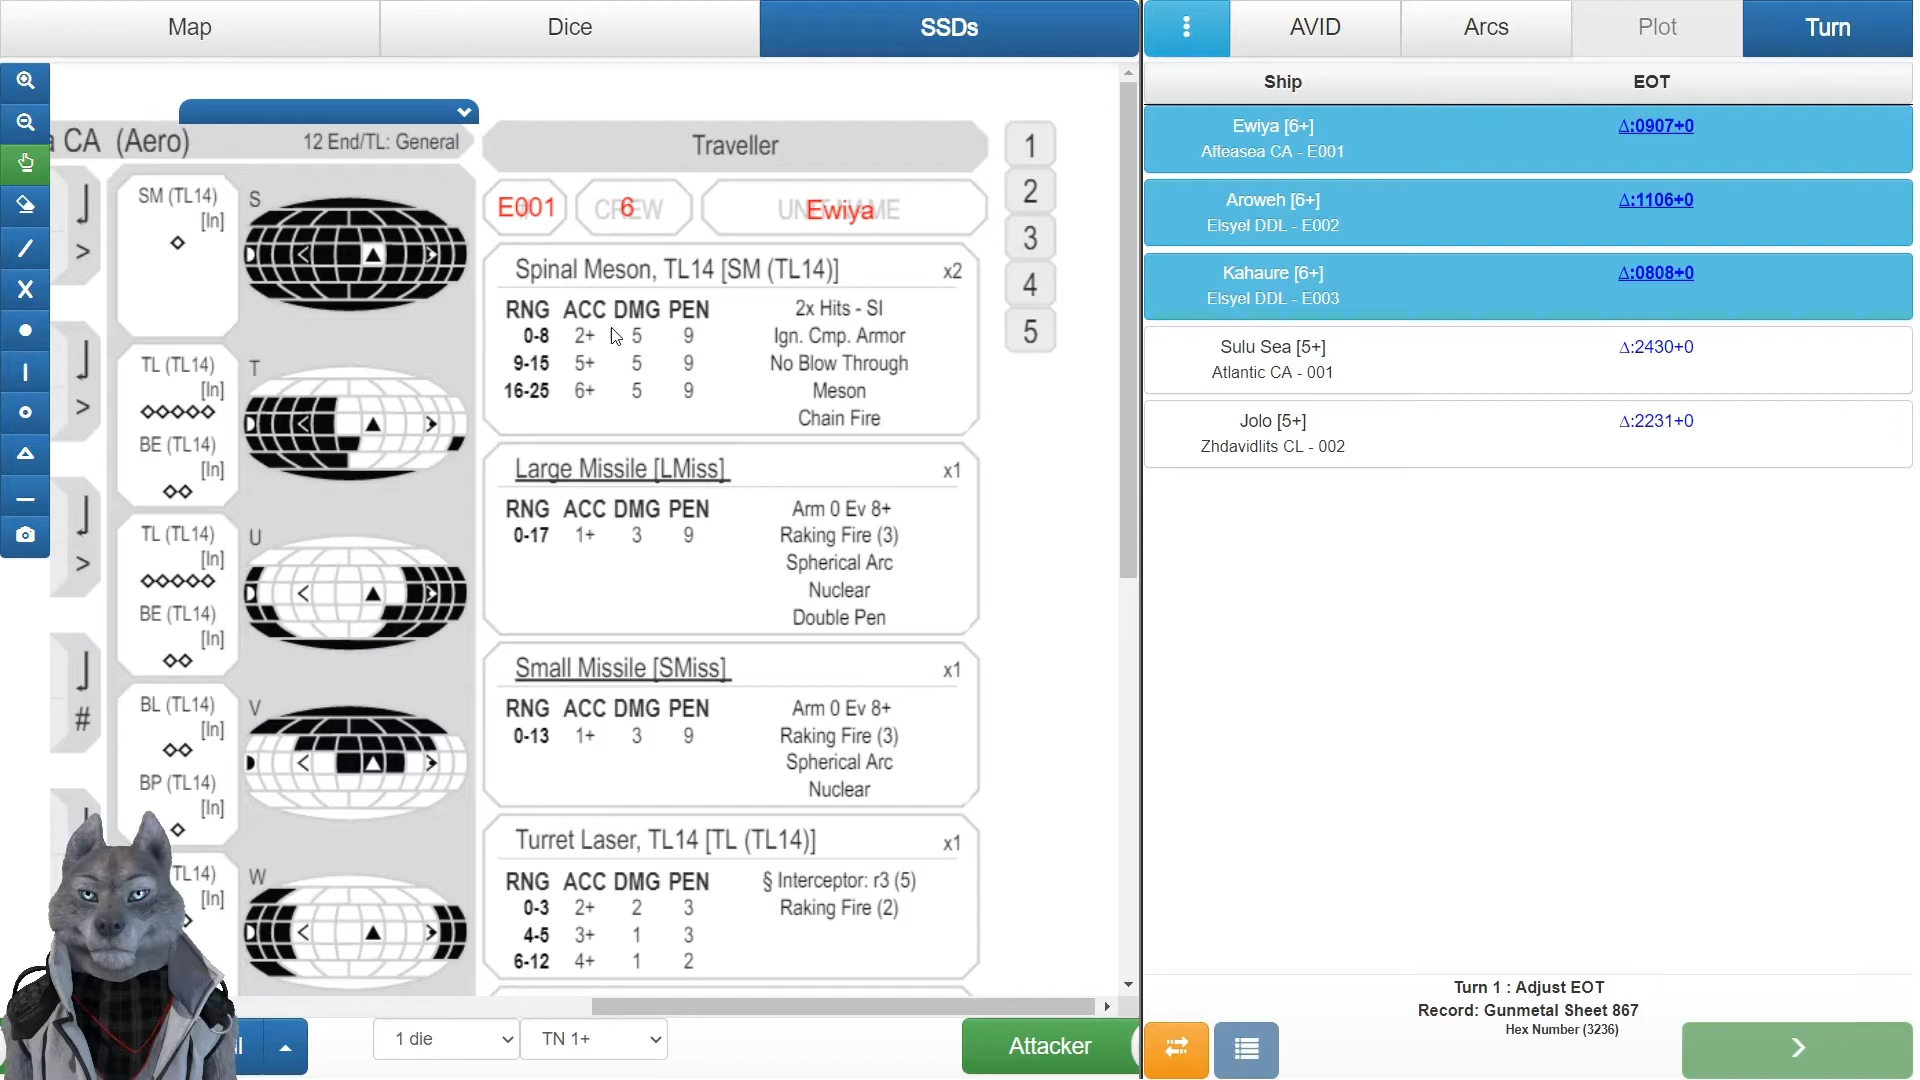 Map
Dice
SSDs
AVID
Arcs
Plot
Turn
CA (Aero)
12 End/TL: General
Traveller
1
2
3
4
5
E001
CREW
6
Ewiya
SM (TL14)
[In]
S
Spinal Meson, TL14 [SM (TL14)]
x2
RNG ACC DMG PEN
0-8 2+ 5 9
9-15 5+ 5 9
16-25 6+ 5 9
2x Hits - SI
Ign. Cmp. Armor
No Blow Through
Meson
Chain Fire
TL (TL14)
[In]
BE (TL14)
[In]
T
Large Missile [LMiss]
x1
RNG ACC DMG PEN
0-17 1+ 3 9
Arm 0 Ev 8+
Raking Fire (3)
Spherical Arc
Nuclear
Double Pen
TL (TL14)
[In]
BE (TL14)
[In]
U
Small Missile [SMiss]
x1
RNG ACC DMG PEN
0-13 1+ 3 9
Arm 0 Ev 8+
Raking Fire (3)
Spherical Arc
Nuclear
BL (TL14)
[In]
BP (TL14)
[In]
V
#
Turret Laser, TL14 [TL (TL14)]
x1
RNG ACC DMG PEN
0-3 2+ 2 3
4-5 3+ 1 3
6-12 4+ 1 2
§ Interceptor: r3 (5)
Raking Fire (2)
TL14)
[In]
W
1 die
TN 1+
Attacker
Ship
EOT
Ewiya [6+]
Afteasea CA - E001
Δ:0907+0
Aroweh [6+]
Elsyel DDL - E002
Δ:1106+0
Kahaure [6+]
Elsyel DDL - E003
Δ:0808+0
Sulu Sea [5+]
Atlantic CA - 001
Δ:2430+0
Jolo [5+]
Zhdavidlits CL - 002
Δ:2231+0
Turn 1 : Adjust EOT
Record: Gunmetal Sheet 867
Hex Number (3236)